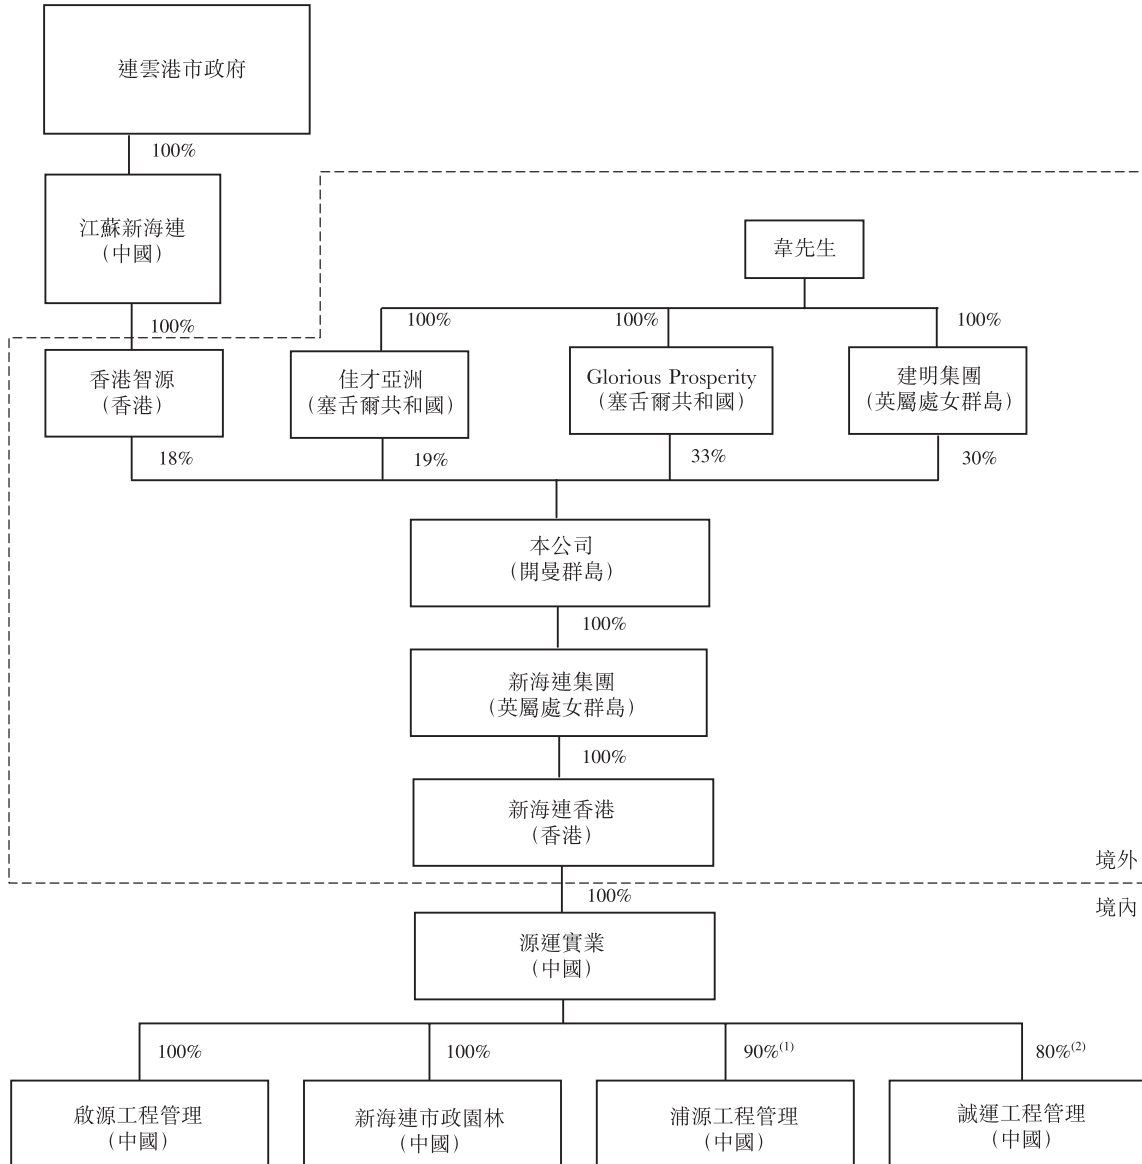 連雲港市政府
100%
江蘇新海連
（中國）
韋先生
100%
100%
100%
100%
香港智源
（香港）
佳才亞洲
（塞舌爾共和國）
Glorious Prosperity
（塞舌爾共和國）
建明集團
（英屬處女群島）
18%
19%
33%
30%
本公司
（開曼群島）
100%
新海連集團
（英屬處女群島）
100%
新海連香港
（香港）
境外
100%
境內
源運實業
（中國）
100%
100%
90%(1)
80%(2)
啟源工程管理
（中國）
新海連市政園林
（中國）
浦源工程管理
（中國）
誠運工程管理
（中國）